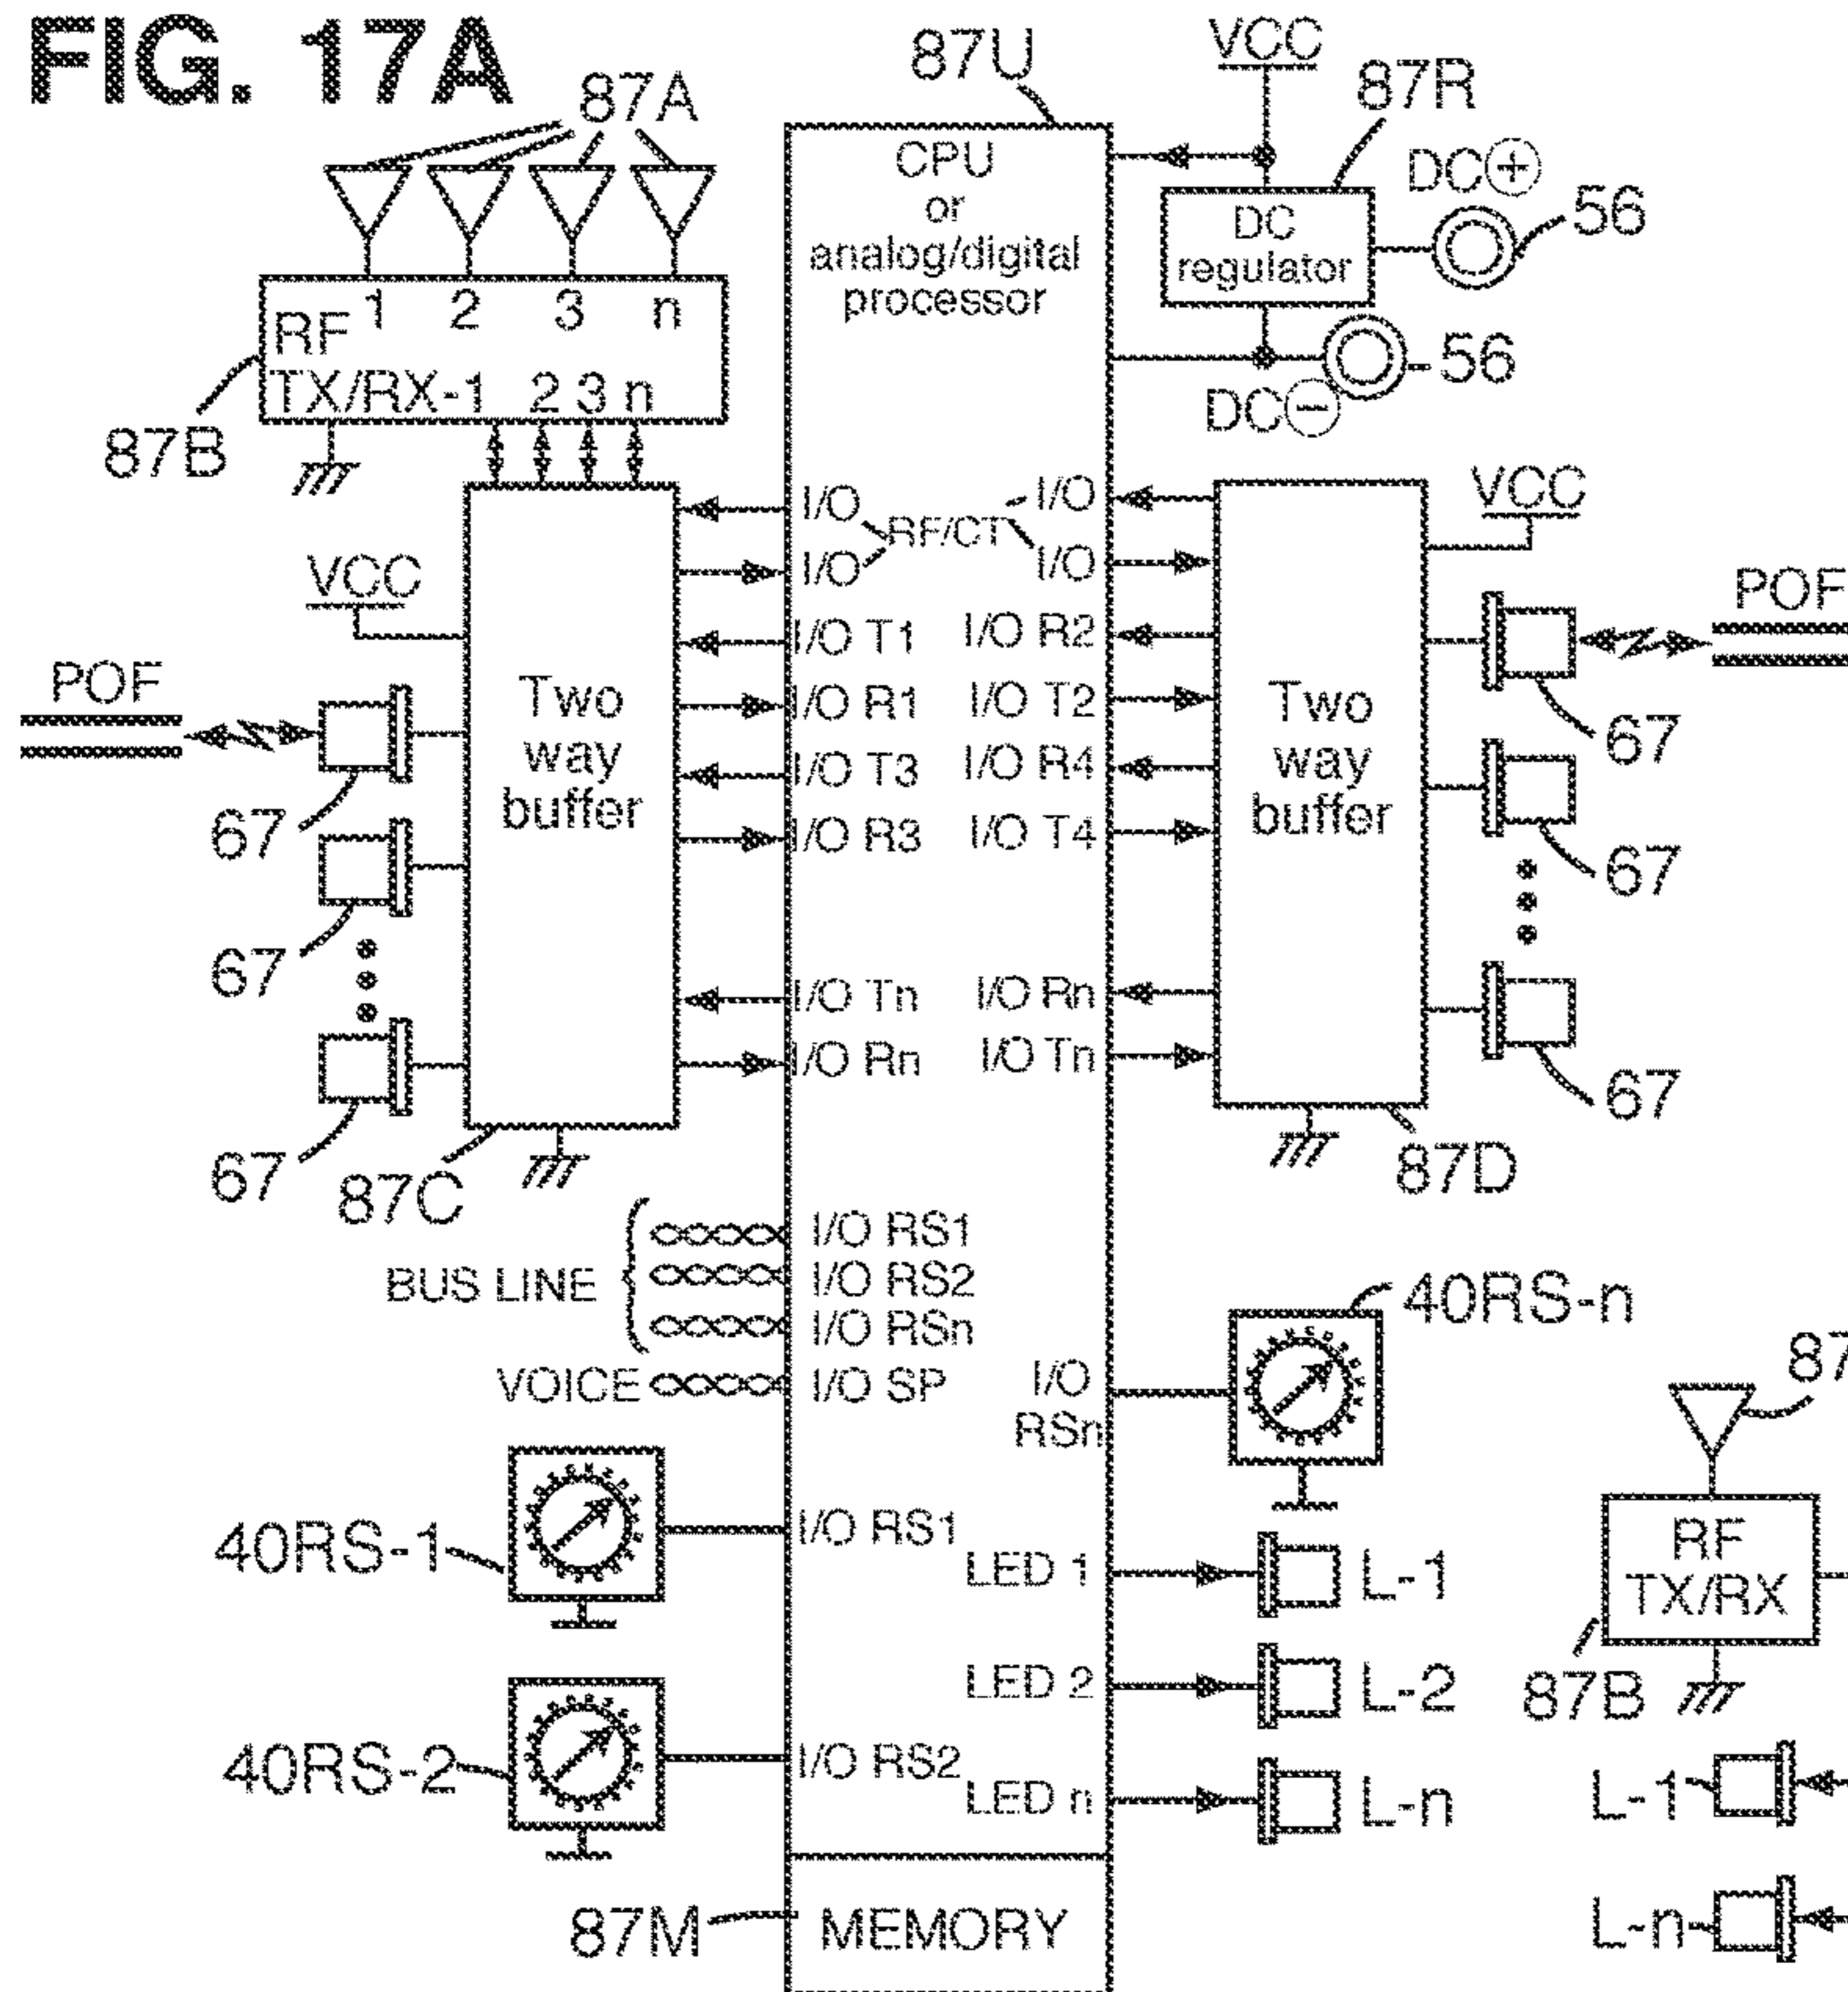 FIG. 17A
87A
87U
VCC
87R
DC+
56
CPU
or
analog/digital
processor
DC
regulator
1 2 3 n
RF
TX/RX-1 2 3 n
87B
56
DC−
I/O
I/O
RF/CT
I/O
I/O
VCC
VCC
POF
POF
I/O T1
I/O R2
I/O R1
I/O T2
I/O T3
I/O R4
I/O R3
I/O T4
I/O Tn
I/O Rn
I/O Rn
I/O Tn
Two
way
buffer
Two
way
buffer
67
67
67
67
67
67
87C
87D
BUS LINE
I/O RS1
I/O RS2
I/O RSn
VOICE
I/O SP
I/O
RSn
40RS-n
87
40RS-1
I/O RS1
LED 1
L-1
RF
TX/RX
87B
LED 2
L-2
40RS-2
I/O RS2
LED n
L-n
L-1
L-n
87M
MEMORY